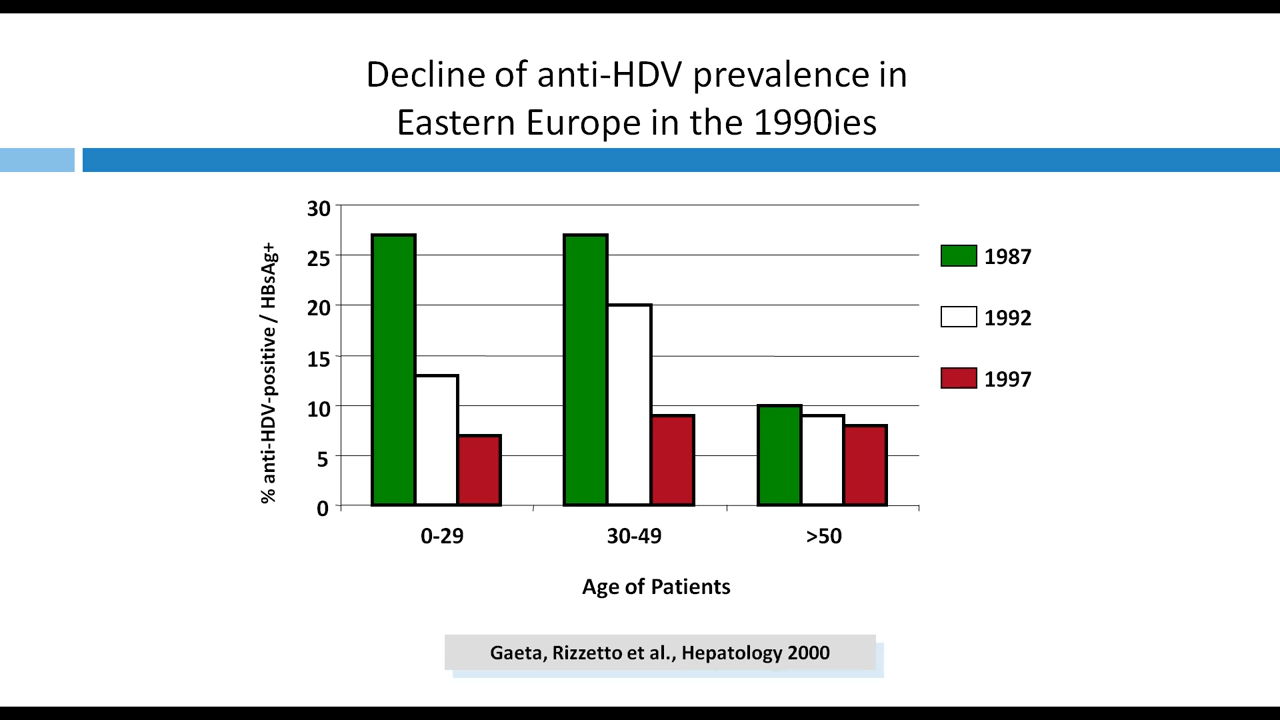 Decline of anti-HDV prevalence in
Eastern Europe in the 1990ies
30
25
20
15
10
5
0
% anti-HDV-positive / HBsAg+
0-29
30-49
>50
Age of Patients
1987
1992
1997
Gaeta, Rizzetto et al., Hepatology 2000